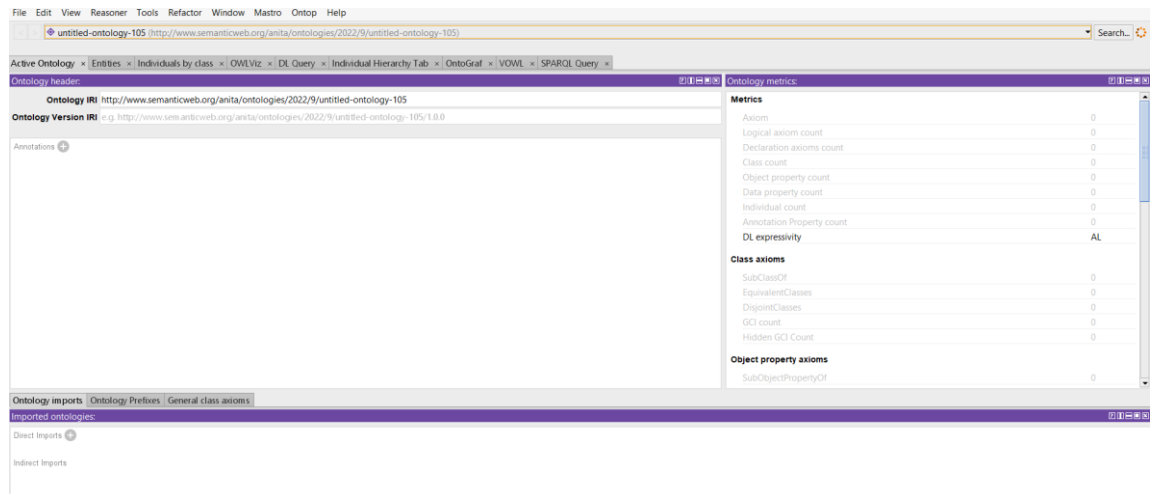 File Edit View Reasoner Tools Refactor Window Mastro Ontop Help
untitled-ontology-105 (http://www.semanticweb.org/anita/ontologies/2022/9/untitled-ontology-105)
Search...
Active Ontology × Entities × Individuals by class × OWLViz × DL Query × Individual Hierarchy Tab × OntoGraf × VOWL × SPARQL Query ×
Ontology header:
Ontology IRI http://www.semanticweb.org/anita/ontologies/2022/9/untitled-ontology-105
Ontology Version IRI e.g. http://www.semanticweb.org/anita/ontologies/2022/9/untitled-ontology-105/1.0.0
Annotations
Ontology metrics:
Metrics
Axiom 0
Logical axiom count 0
Declaration axioms count 0
Class count 0
Object property count 0
Data property count 0
Individual count 0
Annotation Property count 0
DL expressivity AL
Class axioms
SubClassOf 0
EquivalentClasses 0
DisjointClasses 0
GCI count 0
Hidden GCI Count 0
Object property axioms
SubObjectPropertyOf 0
Ontology imports Ontology Prefixes General class axioms
Imported ontologies:
Direct Imports
Indirect Imports